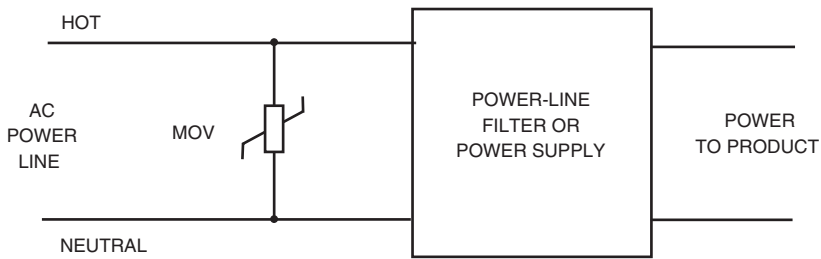 HOT
AC
POWER
LINE
MOV
POWER-LINE
FILTER OR
POWER SUPPLY
POWER
TO PRODUCT
NEUTRAL